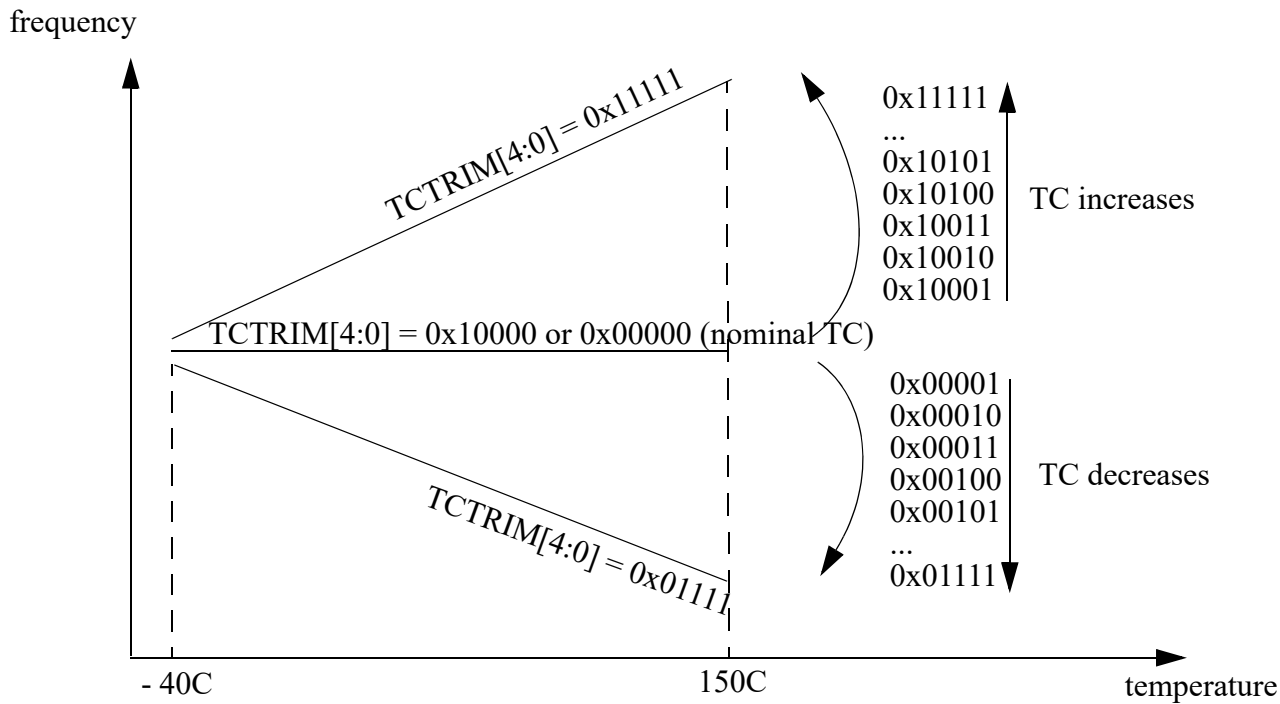 frequency
TCTRIM[4:0] = 0x11111
0x11111
...
0x10101
0x10100
0x10011
0x10010
0x10001
TC increases
TCTRIM[4:0] = 0x10000 or 0x00000 (nominal TC)
0x00001
0x00010
0x00011
0x00100
0x00101
...
0x01111
TC decreases
TCTRIM[4:0] = 0x01111
- 40C
150C
temperature